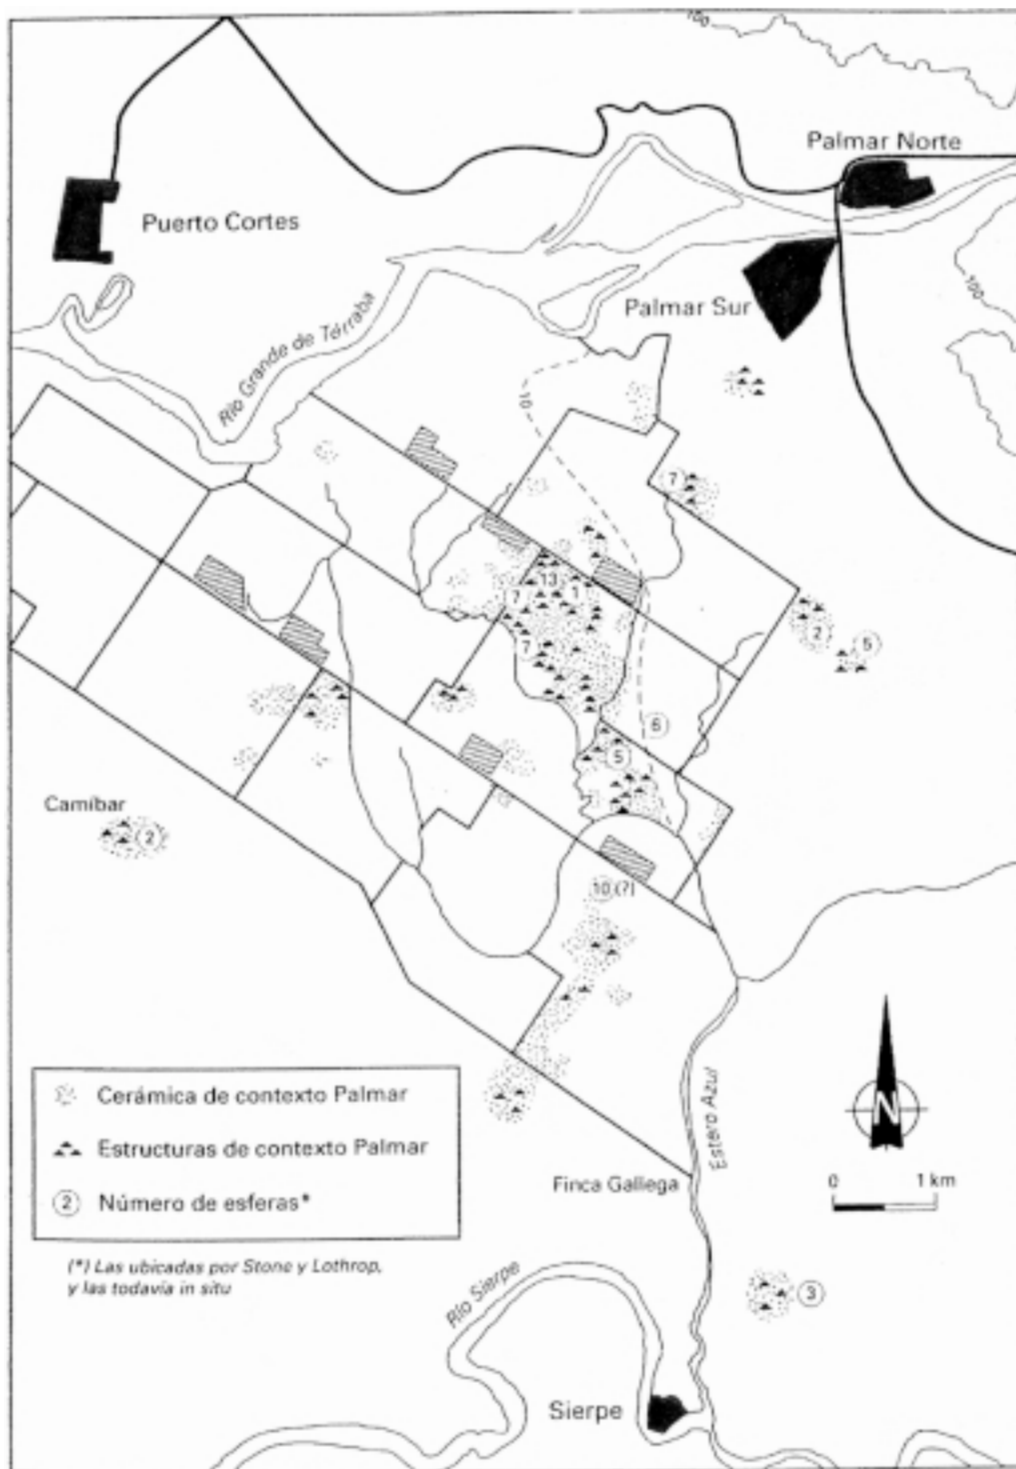 100
Palmar Norte
Puerto Cortes
100
Palmar Sur
Río Grande de Térraba
10
7
13
1
7
7
2
5
6
5
Camíbar
2
10 (?)
N
Cerámica de contexto Palmar
Estructuras de contexto Palmar
2 Número de esferas*
(*) Las ubicadas por Stone y Lothrop,
y las todavía in situ
Estero Azul
Finca Gallega
0 1 km
Río Sierpe
3
Sierpe